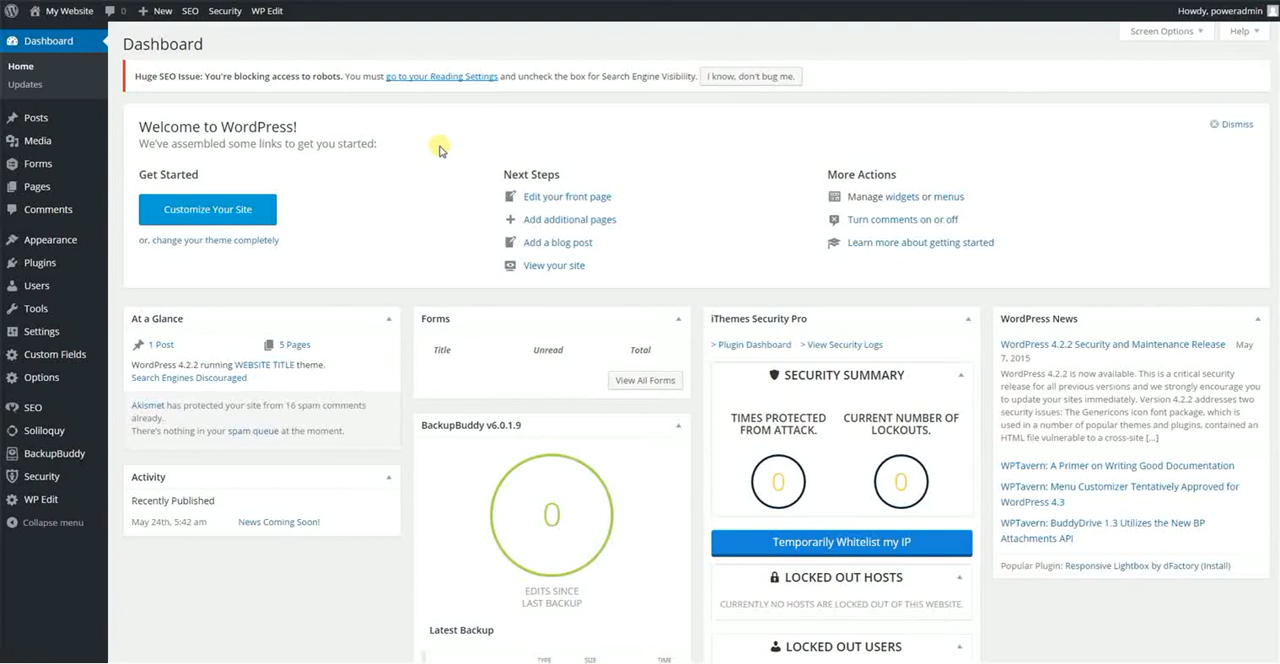 My Website 0 New SEO Security WP Edit Howdy, poweradmin
Dashboard
Home
Updates
Posts
Media
Forms
Pages
Comments
Appearance
Plugins
Users
Tools
Settings
Custom Fields
Options
SEO
Soliloquy
BackupBuddy
Security
WP Edit
Collapse menu
Screen Options Help
Dashboard
Huge SEO Issue: You're blocking access to robots. You must go to your Reading Settings and uncheck the box for Search Engine Visibility. I know, don't bug me.
Welcome to WordPress!
We've assembled some links to get you started:
Dismiss
Get Started
Customize Your Site
or, change your theme completely
Next Steps
Edit your front page
Add additional pages
Add a blog post
View your site
More Actions
Manage widgets or menus
Turn comments on or off
Learn more about getting started
At a Glance
1 Post 5 Pages
WordPress 4.2.2 running WEBSITE TITLE theme.
Search Engines Discouraged
Akismet has protected your site from 16 spam comments
already.
There's nothing in your spam queue at the moment.
Activity
Recently Published
May 24th, 5:42 am News Coming Soon!
Forms
Title Unread Total
View All Forms
BackupBuddy v6.0.1.9
0
EDITS SINCE
LAST BACKUP
Latest Backup
TYPE SIZE TIME
iThemes Security Pro
> Plugin Dashboard > View Security Logs
SECURITY SUMMARY
TIMES PROTECTED
FROM ATTACK.
CURRENT NUMBER OF
LOCKOUTS.
0 0
Temporarily Whitelist my IP
LOCKED OUT HOSTS
CURRENTLY NO HOSTS ARE LOCKED OUT OF THIS WEBSITE.
LOCKED OUT USERS
WordPress News
WordPress 4.2.2 Security and Maintenance Release May
7, 2015
WordPress 4.2.2 is now available. This is a critical security
release for all previous versions and we strongly encourage you
to update your sites immediately. Version 4.2.2 addresses two
security issues: The Genericons icon font package, which is
used in a number of popular themes and plugins, contained an
HTML file vulnerable to a cross-site [...]
WPTavern: A Primer on Writing Good Documentation
WPTavern: Menu Customizer Tentatively Approved for
WordPress 4.3
WPTavern: BuddyDrive 1.3 Utilizes the New BP
Attachments API
Popular Plugin: Responsive Lightbox by dFactory (Install)